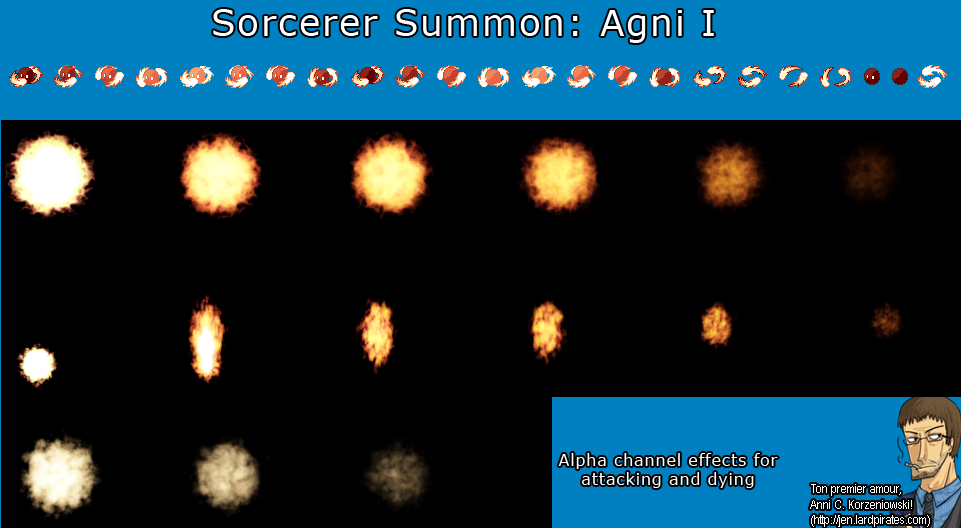 Sorcerer Summon: Agni I
Alpha channel effects for
attacking and dying
Ton premier amour,
Anni C. Korzeniowski!
(http://jen.lardpirates.com)